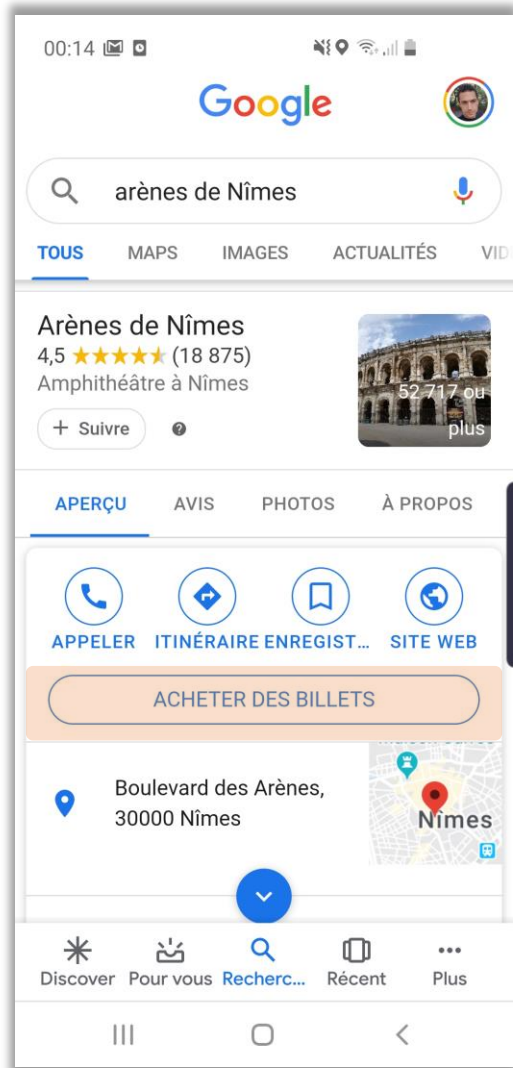 00:14
Google
arènes de Nîmes
TOUS MAPS IMAGES ACTUALITÉS VID
Arènes de Nîmes
4,5 (18 875)
Amphithéâtre à Nîmes
+ Suivre ?
52 717 ou
plus
APERÇU AVIS PHOTOS À PROPOS
APPELER ITINÉRAIRE ENREGIST... SITE WEB
ACHETER DES BILLETS
Boulevard des Arènes,
30000 Nîmes
Nîmes
Discover Pour vous Recherc... Récent Plus